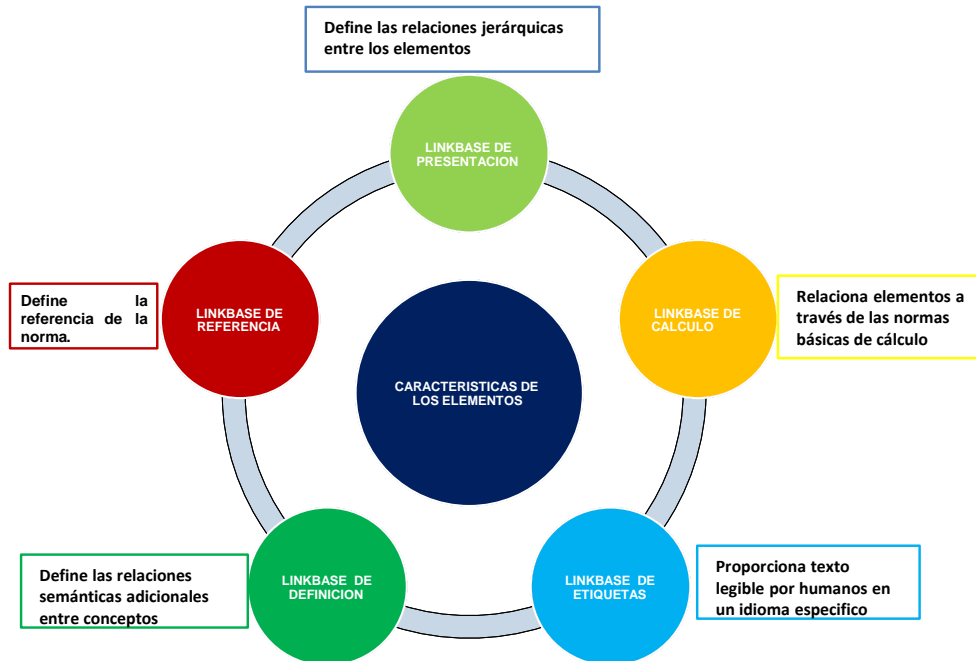 Define las relaciones jerárquicas
entre los elementos
LINKBASE DE
PRESENTACION
LINKBASE DE
REFERENCIA
Define la
referencia de la
norma.
LINKBASE DE
CALCULO
Relaciona elementos a
través de las normas
básicas de cálculo
CARACTERISTICAS DE
LOS ELEMENTOS
LINKBASE DE
DEFINICION
Define las relaciones
semánticas adicionales
entre conceptos
LINKBASE DE
ETIQUETAS
Proporciona texto
legible por humanos en
un idioma especifico